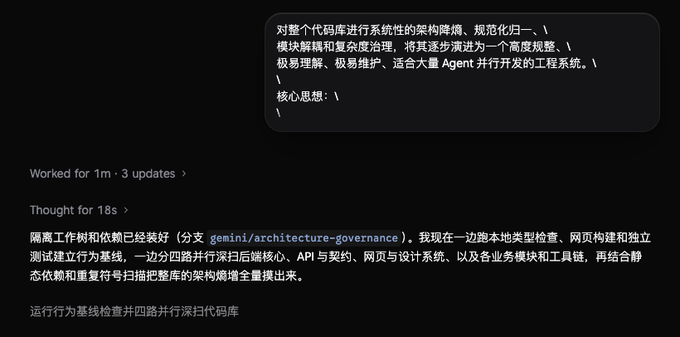 对整个代码库进行系统性的架构降熵、规范化归一、\
模块解耦和复杂度治理，将其逐步演进为一个高度规整、\
极易理解、极易维护、适合大量 Agent 并行开发的工程系统。\
\
核心思想：\
\
Worked for 1m · 3 updates >
Thought for 18s >
隔离工作树和依赖已经装好（分支 gemini/architecture-governance）。我现在一边跑本地类型检查、网页构建和独立
测试建立行为基线，一边分四路并行深扫后端核心、API 与契约、网页与设计系统、以及各业务模块和工具链，再结合静
态依赖和重复符号扫描把整库的架构熵增全量摸出来。
运行行为基线检查并四路并行深扫代码库